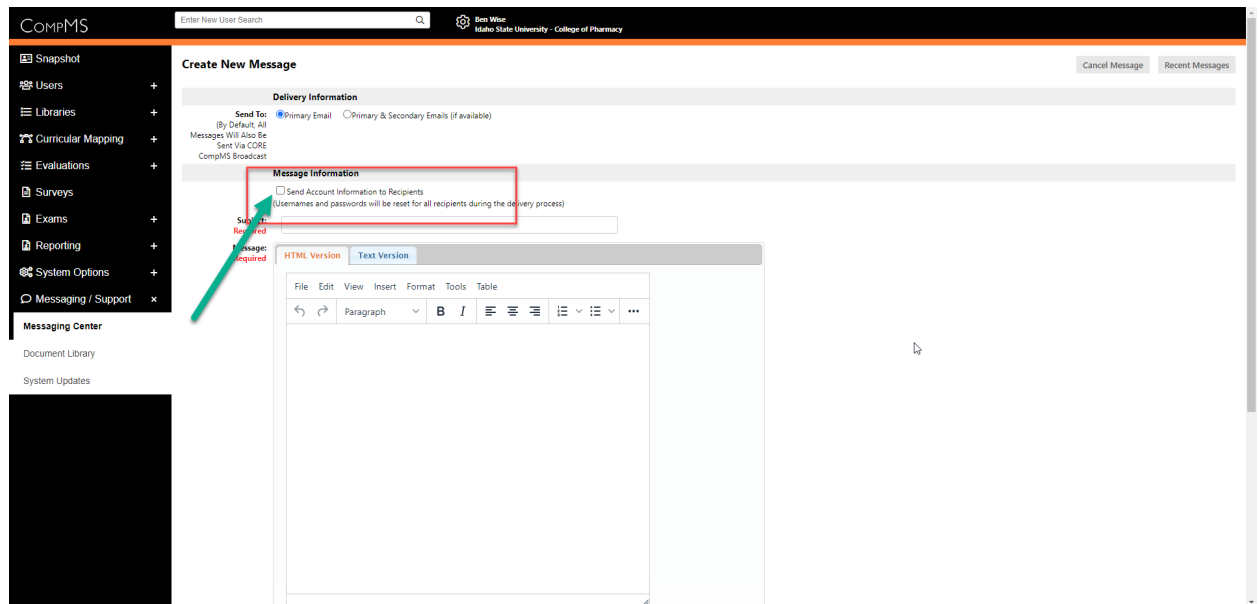 CompMS
Enter New User Search
Ben Wise
Idaho State University - College of Pharmacy
Snapshot
Users +
Libraries +
Curricular Mapping +
Evaluations +
Surveys
Exams +
Reporting +
System Options +
Messaging / Support ×
Messaging Center
Document Library
System Updates
Create New Message
Cancel Message Recent Messages
Delivery Information
Send To: Primary Email Primary & Secondary Emails (if available)
(By Default, All
Messages Will Also Be
Sent Via CORE
CompMS Broadcast
Message Information
Send Account Information to Recipients
(Usernames and passwords will be reset for all recipients during the delivery process)
Required
Message:
Required
HTML Version Text Version
File Edit View Insert Format Tools Table
Paragraph B I